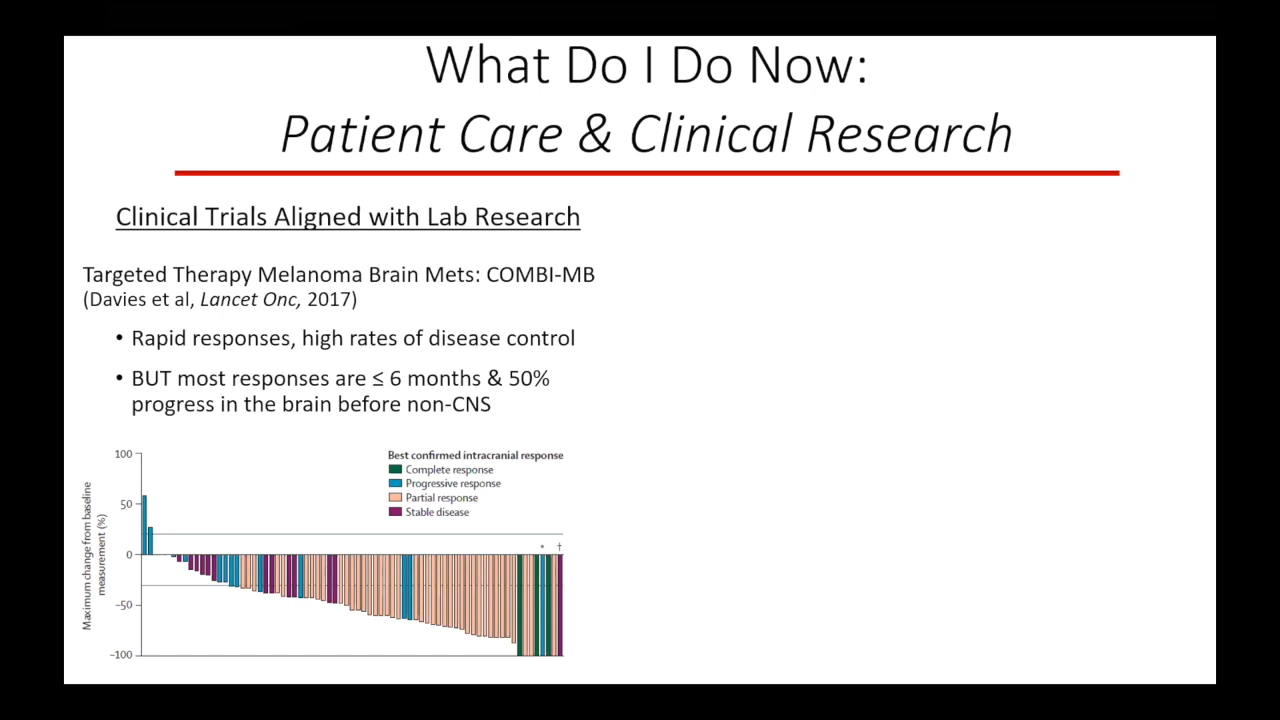 What Do I Do Now:
Patient Care & Clinical Research
Clinical Trials Aligned with Lab Research
Targeted Therapy Melanoma Brain Mets: COMBI-MB
(Davies et al, Lancet Onc, 2017)
• Rapid responses, high rates of disease control
• BUT most responses are ≤ 6 months & 50%
progress in the brain before non-CNS
Best confirmed intracranial response
Complete response
Progressive response
Partial response
Stable disease
Maximum change from baseline
measurement (%)
100
50
0
−50
−100
* †